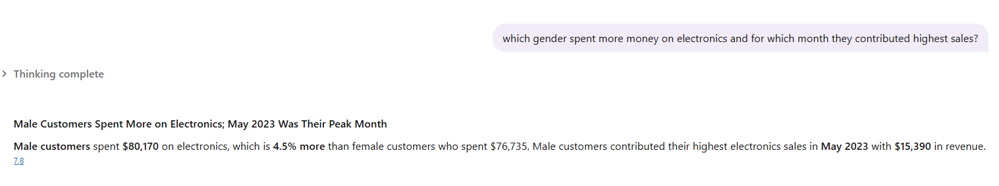 which gender spent more money on electronics and for which month they contributed highest sales?
Thinking complete
Male Customers Spent More on Electronics; May 2023 Was Their Peak Month
Male customers spent $80,170 on electronics, which is 4.5% more than female customers who spent $76,735. Male customers contributed their highest electronics sales in May 2023 with $15,390 in revenue.
7,8